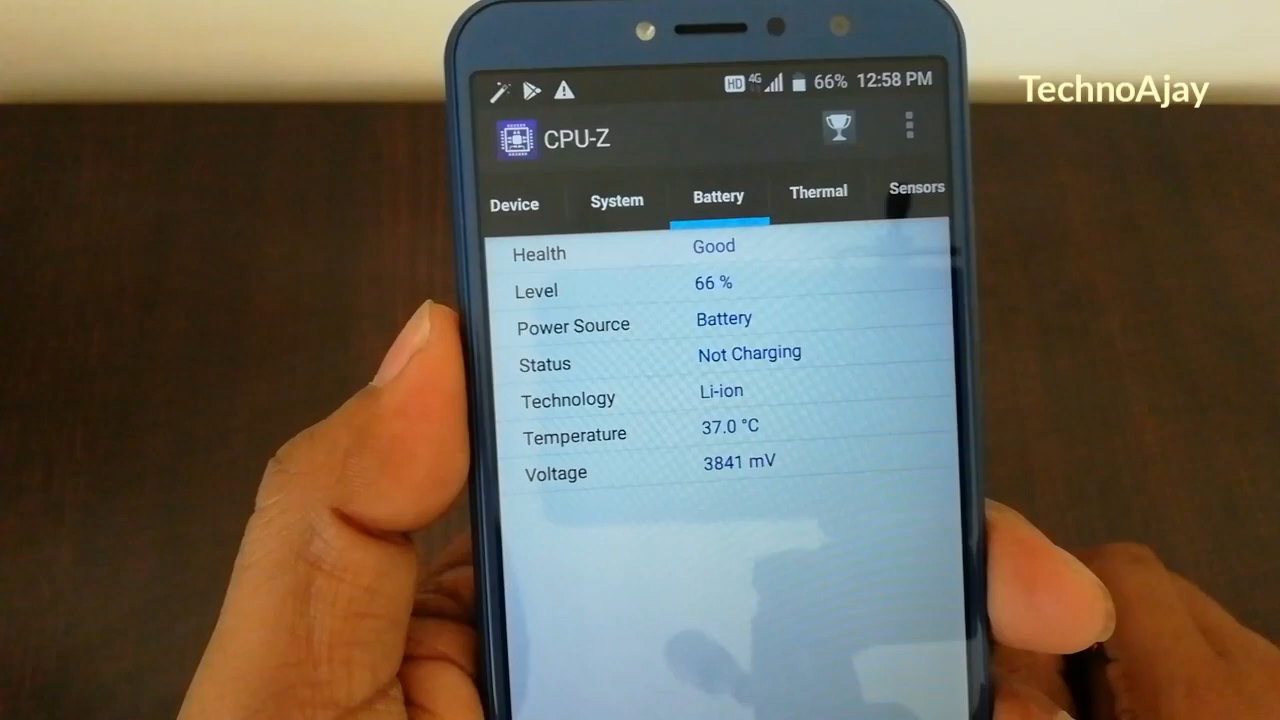 HD 4G 66% 12:58 PM
TechnoAjay
CPU-Z
Device System Battery Thermal Sensors
Health Good
Level 66 %
Power Source Battery
Status Not Charging
Technology Li-ion
Temperature 37.0 °C
Voltage 3841 mV